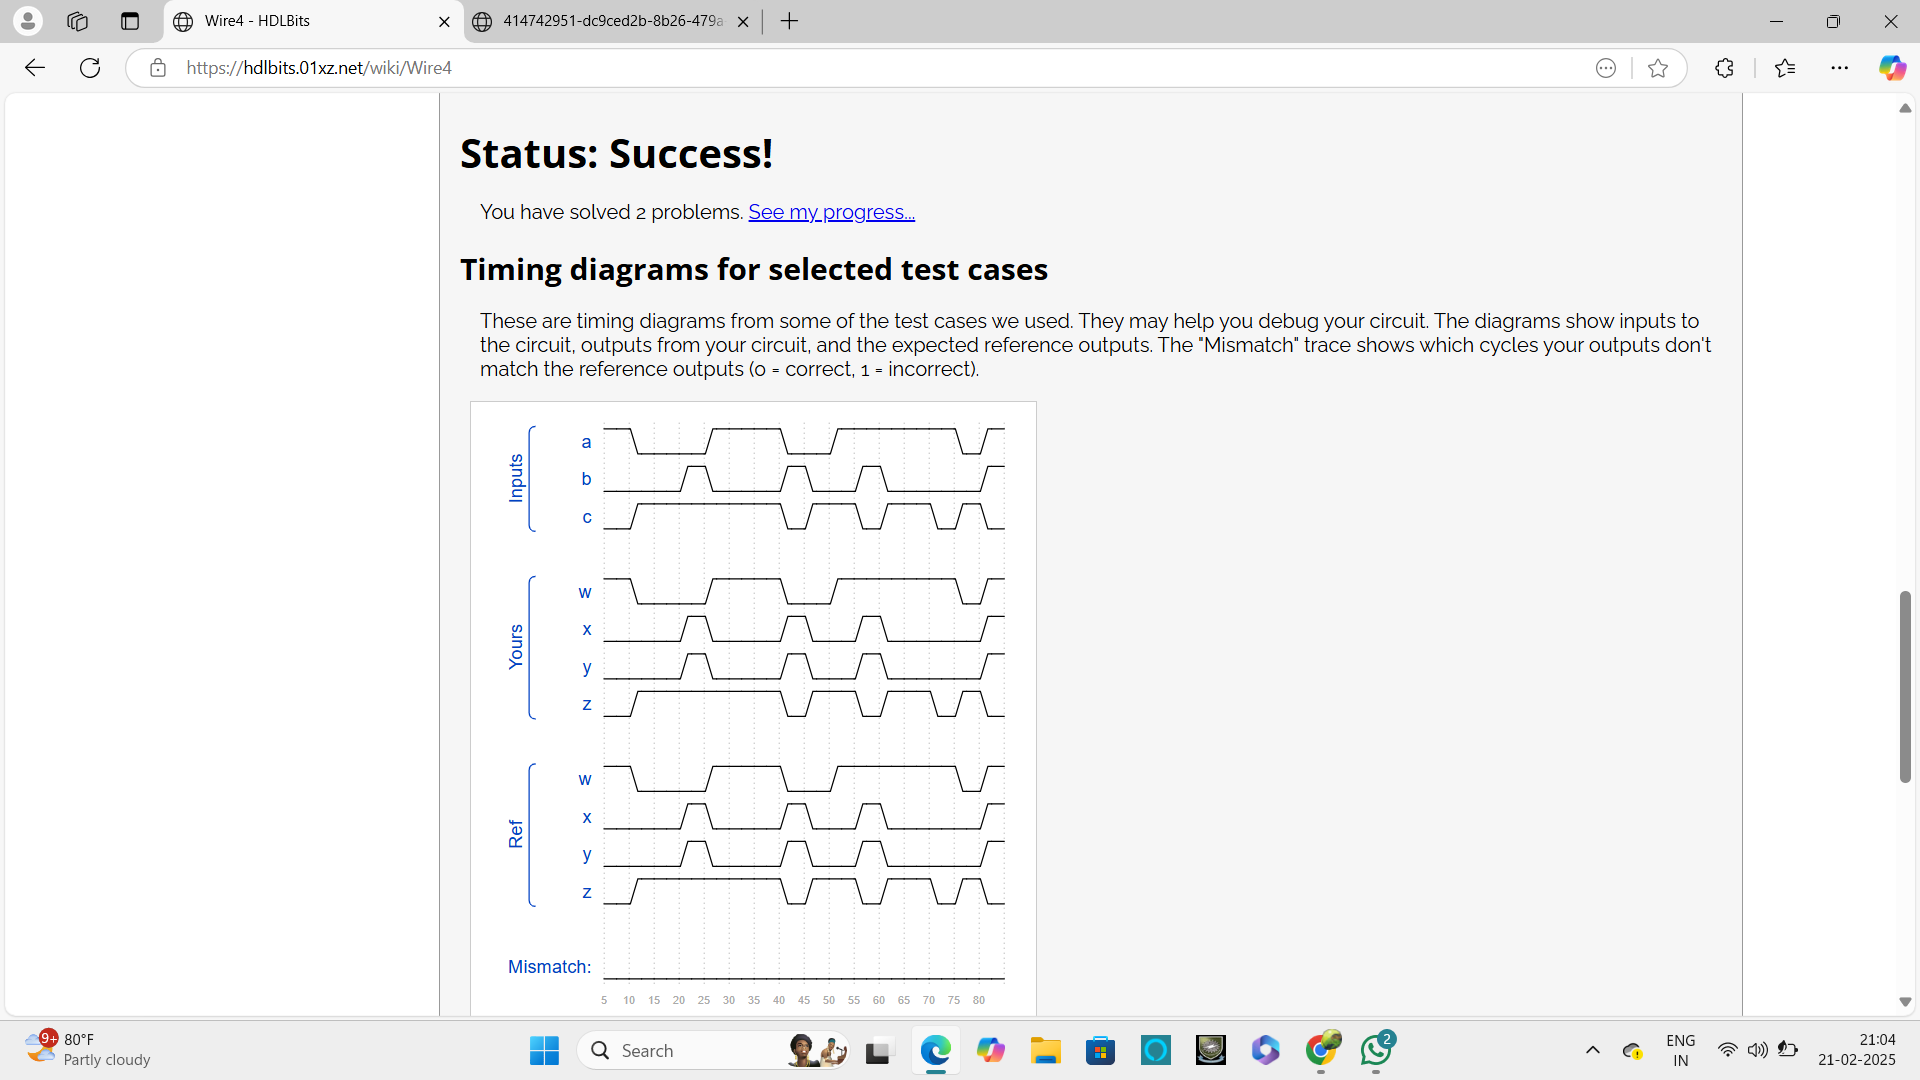 Wire4 - HDLBits
414742951-dc9ced2b-8b26-479a-
https://hdlbits.01xz.net/wiki/Wire4
Status: Success!
You have solved 2 problems. See my progress...
Timing diagrams for selected test cases
These are timing diagrams from some of the test cases we used. They may help you debug your circuit. The diagrams show inputs to
the circuit, outputs from your circuit, and the expected reference outputs. The "Mismatch" trace shows which cycles your outputs don't
match the reference outputs (0 = correct, 1 = incorrect).
Inputs
a
b
c
Yours
w
x
y
z
Ref
w
x
y
z
Mismatch:
5 10 15 20 25 30 35 40 45 50 55 60 65 70 75 80
9+
80°F
Partly cloudy
Search
2
ENG
IN
21:04
21-02-2025